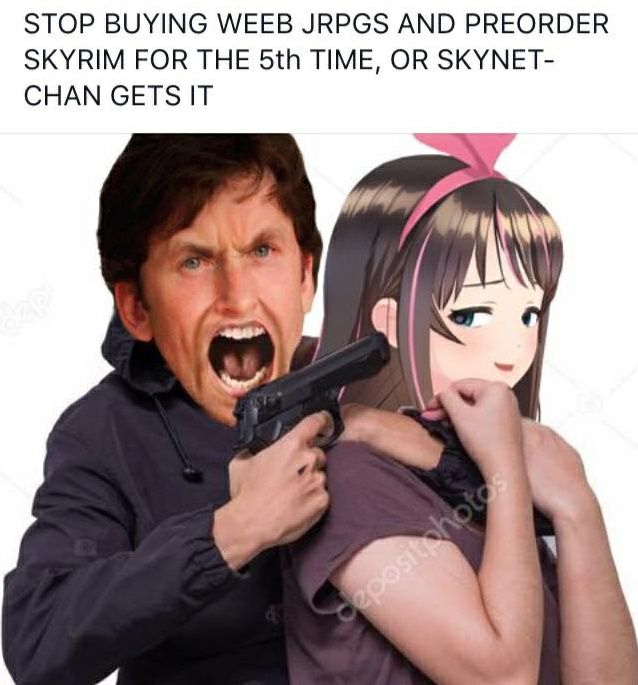 STOP BUYING WEEB JRPGS AND PREORDER
SKYRIM FOR THE 5th TIME, OR SKYNET-
CHAN GETS IT
depositphotos